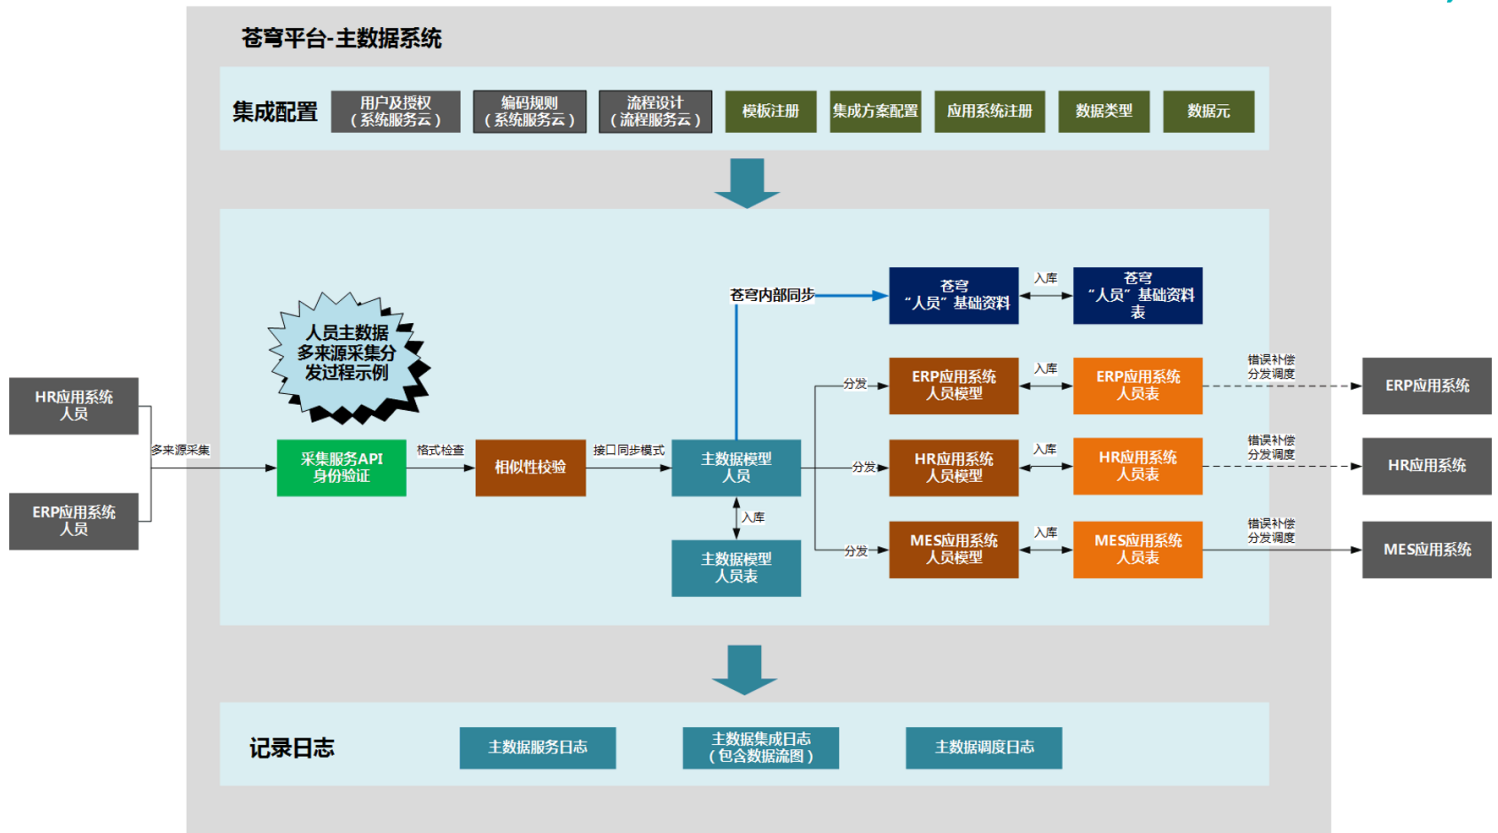 苍穹平台-主数据系统
集成配置
用户及授权
（系统服务云）
编码规则
（系统服务云）
流程设计
（流程服务云）
模板注册
集成方案配置
应用系统注册
数据类型
数据元
人员主数据
多来源采集分
发过程示例
HR应用系统
人员
ERP应用系统
人员
多来源采集
采集服务API
身份验证
格式检查
相似性校验
接口同步模式
主数据模型
人员
入库
主数据模型
人员表
苍穹内部同步
苍穹
“人员”基础资料
入库
苍穹
“人员”基础资料
表
分发
ERP应用系统
人员模型
入库
ERP应用系统
人员表
错误补偿
分发调度
ERP应用系统
分发
HR应用系统
人员模型
入库
HR应用系统
人员表
错误补偿
分发调度
HR应用系统
分发
MES应用系统
人员模型
入库
MES应用系统
人员表
错误补偿
分发调度
MES应用系统
记录日志
主数据服务日志
主数据集成日志
（包含数据流图）
主数据调度日志